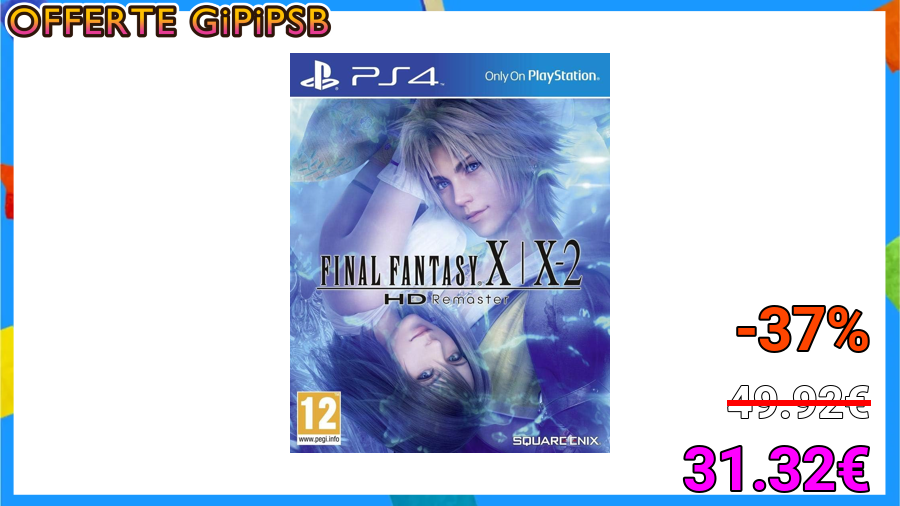 OFFERTE GiPiPSB
PS4™ Only On PlayStation®
FINAL FANTASY® X | X-2
HD Remaster
12
www.pegi.info
SQUARE ENIX
-37%
49.92€
31.32€